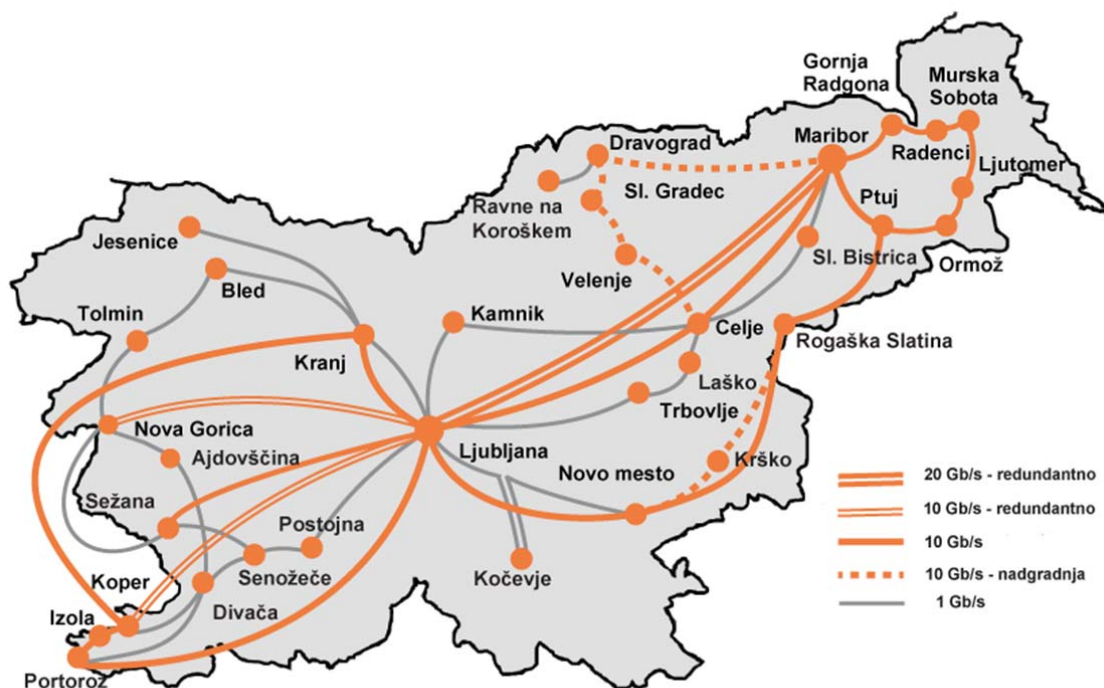 Gornja
Radgona
Murska
Sobota
Maribor
Radenci
Ljutomer
Dravograd
Sl. Gradec
Ptuj
Ravne na
Koroškem
Jesenice
Sl. Bistrica
Ormož
Velenje
Bled
Tolmin
Kamnik
Celje
Rogaška Slatina
Kranj
Laško
Trbovlje
Nova Gorica
Ljubljana
Ajdovščina
Novo mesto
Krško
Sežana
Postojna
Senožeče
Kočevje
Koper
Divača
Izola
Portorož
20 Gb/s - redundantno
10 Gb/s - redundantno
10 Gb/s
10 Gb/s - nadgradnja
1 Gb/s